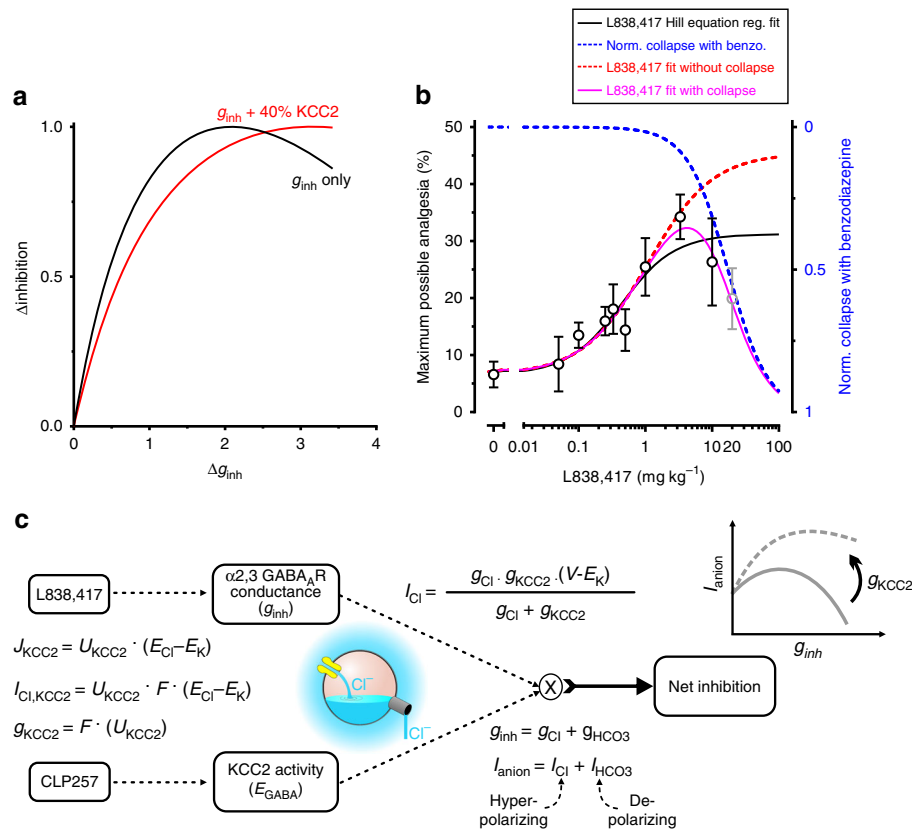 L838,417 Hill equation reg. fit
Norm. collapse with benzo.
L838,417 fit without collapse
L838,417 fit with collapse
a
g_inh + 40% KCC2
g_inh only
1.0
0.5
0.0
Δinhibition
0
1
2
3
4
Δg_inh
b
50
40
30
20
10
0
Maximum possible analgesia (%)
0
0.5
1
Norm. collapse with benzodiazepine
0
0.01
0.1
1
10
20
100
L838,417 (mg kg⁻¹)
c
L838,417
α2,3 GABA_AR
conductance
(g_inh)
I_Cl = g_Cl · g_KCC2 · (V-E_K)
g_Cl + g_KCC2
I_anion
g_KCC2
g_inh
J_KCC2 = U_KCC2 · (E_Cl–E_K)
I_Cl,KCC2 = U_KCC2 · F · (E_Cl–E_K)
g_KCC2 = F · (U_KCC2)
Cl⁻
Cl⁻
X
Net inhibition
CLP257
KCC2 activity
(E_GABA)
g_inh = g_Cl + g_HCO3
I_anion = I_Cl + I_HCO3
Hyper-
polarizing
De-
polarizing